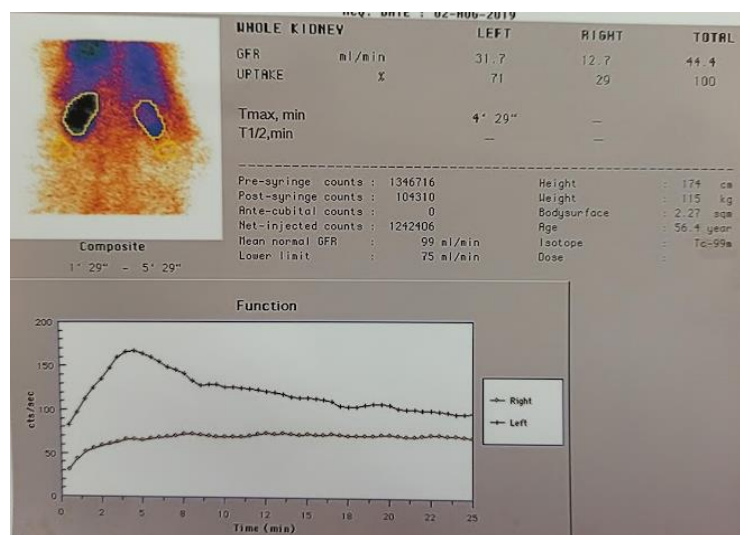 Acq. DATE : 02-AUG-2019
WHOLE KIDNEY LEFT RIGHT TOTAL
GFR ml/min 31.7 12.7 44.4
UPTAKE % 71 29 100
Tmax, min 4' 29" —
T1/2,min — —
Pre-syringe counts : 1346716 Height : 174 cm
Post-syringe counts : 104310 Weight : 115 kg
Ante-cubital counts : 0 Bodysurface : 2.27 sqm
Net-injected counts : 1242406 Age : 56.4 year
Mean normal GFR : 99 ml/min Isotope : Tc-99m
Lower limit : 75 ml/min Dose :
Composite
1' 29" - 5' 29"
Function
200
150
100
50
0
cts/sec
0 2 5 8 10 12 15 18 20 22 25
Time (min)
Right
Left